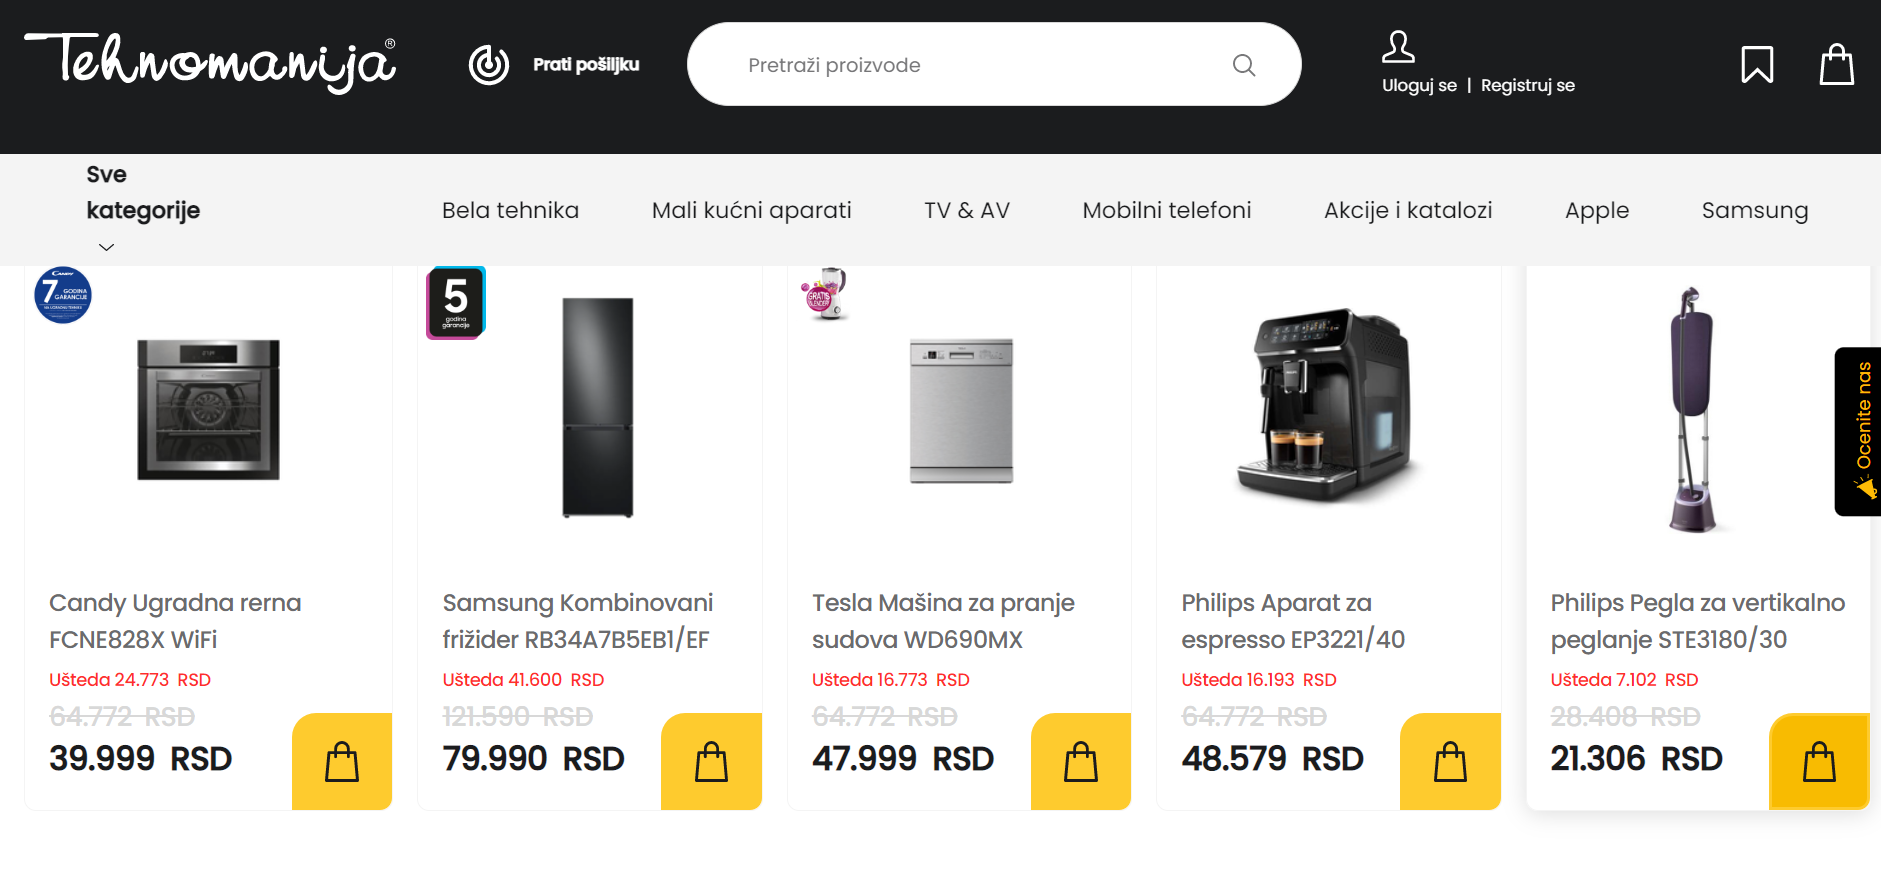 Tehnomanija®
Prati pošiljku
Pretraži proizvode
Uloguj se | Registruj se
Sve
kategorije
Bela tehnika
Mali kućni aparati
TV & AV
Mobilni telefoni
Akcije i katalozi
Apple
Samsung
CANDY
7 GODINA
GARANCIJE
5
godina
garancije
GRATIS
BLENDER!
Ocenite nas
Candy Ugradna rerna
FCNE828X WiFi
Ušteda 24.773 RSD
64.772 RSD
39.999 RSD
Samsung Kombinovani
frižider RB34A7B5EB1/EF
Ušteda 41.600 RSD
121.590 RSD
79.990 RSD
Tesla Mašina za pranje
sudova WD690MX
Ušteda 16.773 RSD
64.772 RSD
47.999 RSD
Philips Aparat za
espresso EP3221/40
Ušteda 16.193 RSD
64.772 RSD
48.579 RSD
Philips Pegla za vertikalno
peglanje STE3180/30
Ušteda 7.102 RSD
28.408 RSD
21.306 RSD